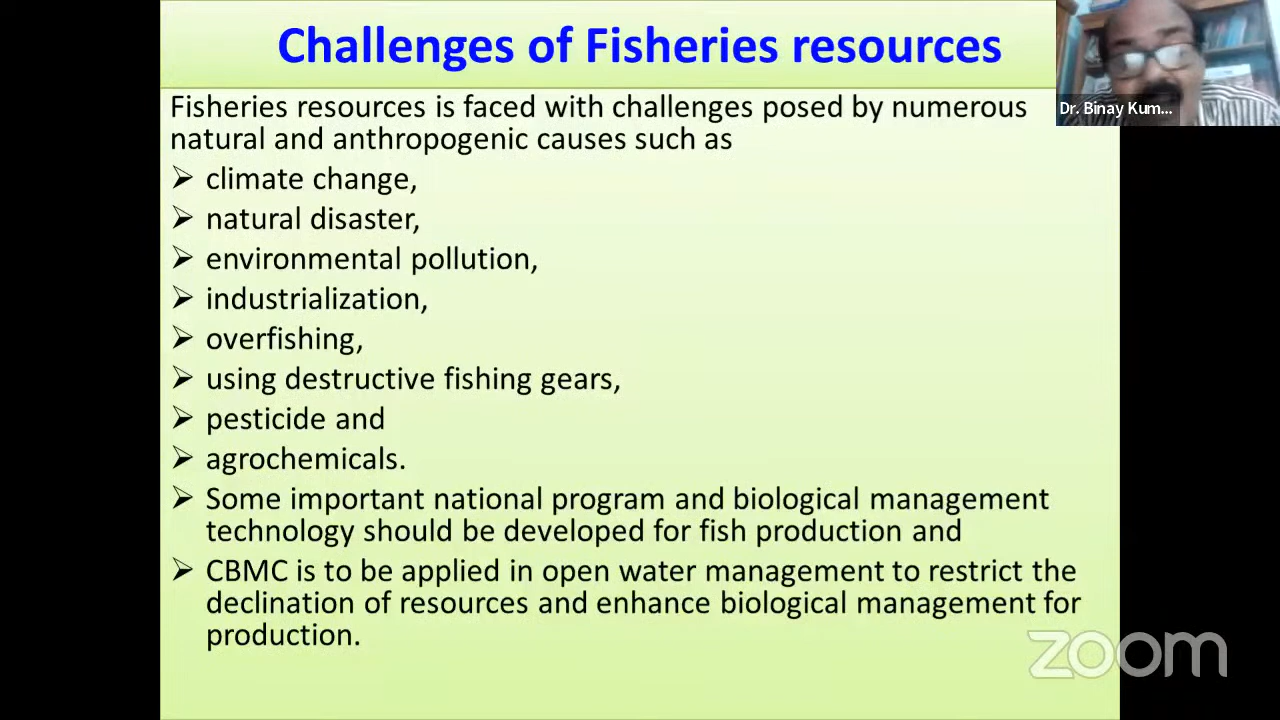 Challenges of Fisheries resources
Dr. Binay Kum...
Fisheries resources is faced with challenges posed by numerous
natural and anthropogenic causes such as
➢ climate change,
➢ natural disaster,
➢ environmental pollution,
➢ industrialization,
➢ overfishing,
➢ using destructive fishing gears,
➢ pesticide and
➢ agrochemicals.
➢ Some important national program and biological management
technology should be developed for fish production and
➢ CBMC is to be applied in open water management to restrict the
declination of resources and enhance biological management for
production.
zoom